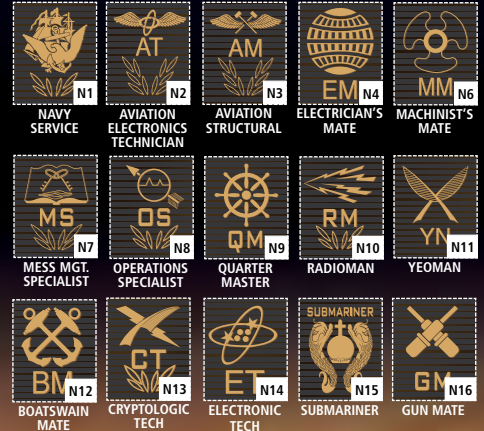 AT
AM
EM
MM
N1
N2
N3
N4
N6
NAVY
SERVICE
AVIATION
ELECTRONICS
TECHNICIAN
AVIATION
STRUCTURAL
ELECTRICIAN'S
MATE
MACHINIST'S
MATE
MS
OS
QM
RM
YN
N7
N8
N9
N10
N11
MESS MGT.
SPECIALIST
OPERATIONS
SPECIALIST
QUARTER
MASTER
RADIOMAN
YEOMAN
SUBMARINER
BM
CT
ET
GM
N12
N13
N14
N15
N16
BOATSWAIN
MATE
CRYPTOLOGIC
TECH
ELECTRONIC
TECH
SUBMARINER
GUN MATE